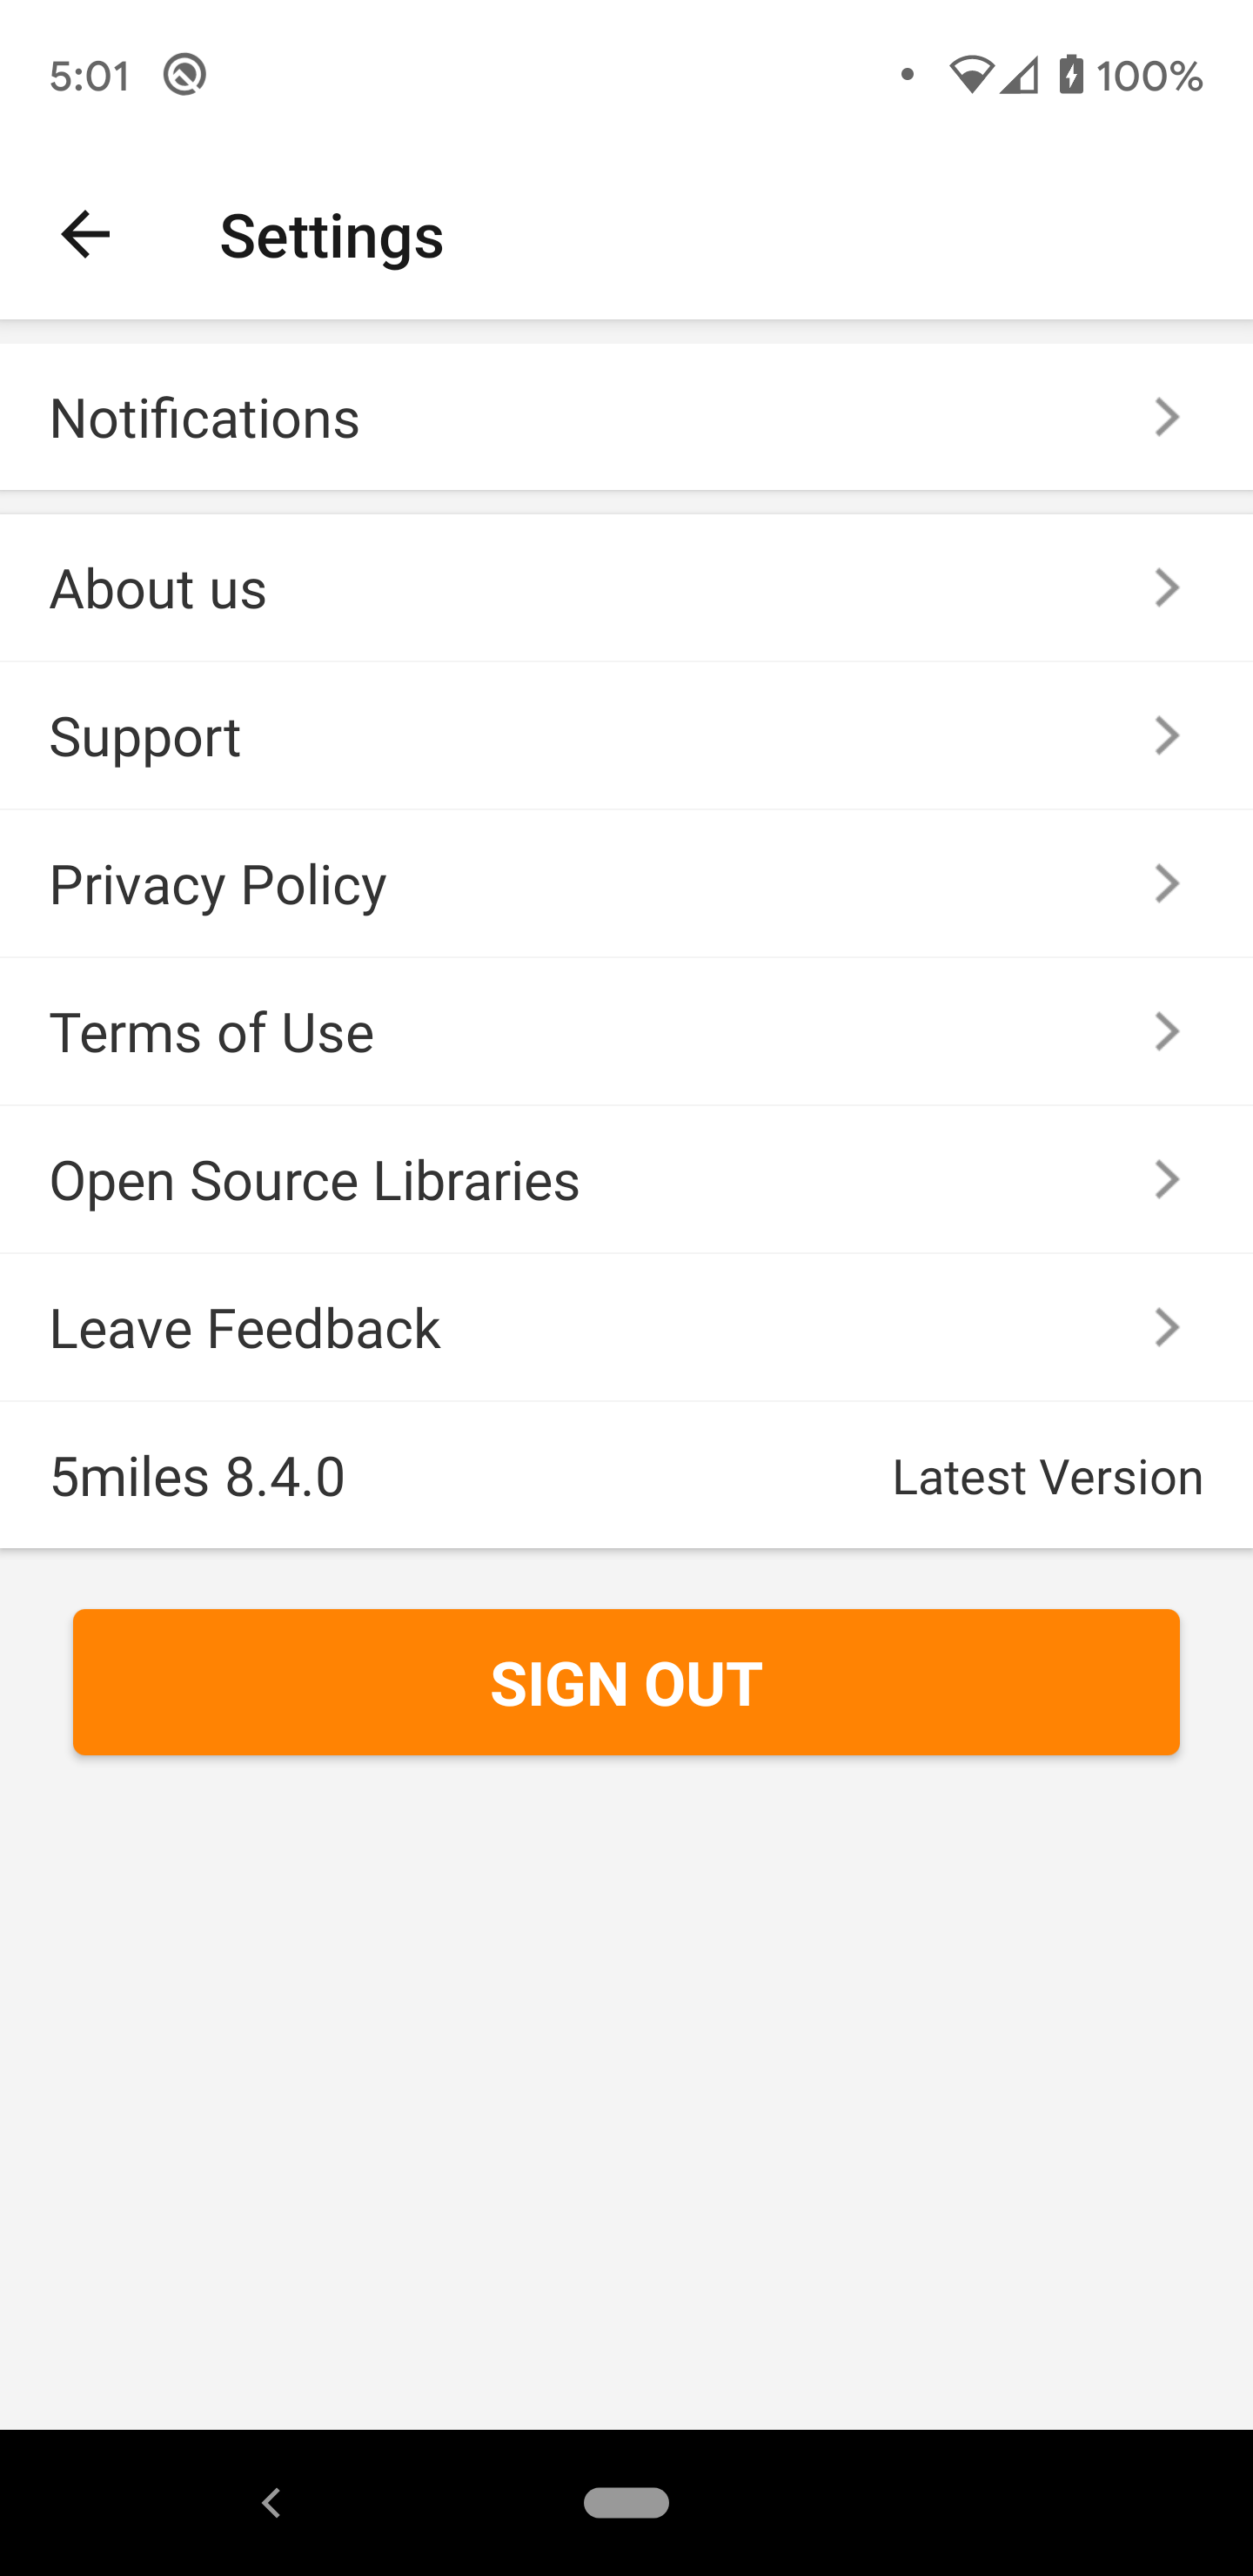 5:01
100%
Settings
Notifications
About us
Support
Privacy Policy
Terms of Use
Open Source Libraries
Leave Feedback
5miles 8.4.0
Latest Version
SIGN OUT